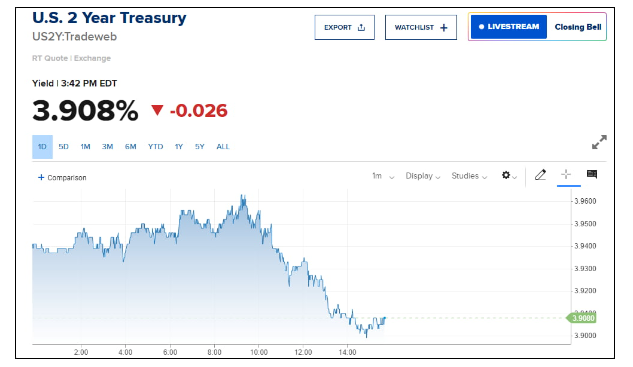 U.S. 2 Year Treasury
US2Y:Tradeweb
EXPORT
WATCHLIST +
LIVESTREAM
Closing Bell
RT Quote | Exchange
Yield | 3:42 PM EDT
3.908% ▼ -0.026
1D 5D 1M 3M 6M YTD 1Y 5Y ALL
+ Comparison
1m Display Studies
3.9600
3.9500
3.9400
3.9300
3.9200
3.9080
3.9000
2:00 4:00 6:00 8:00 10:00 12:00 14:00